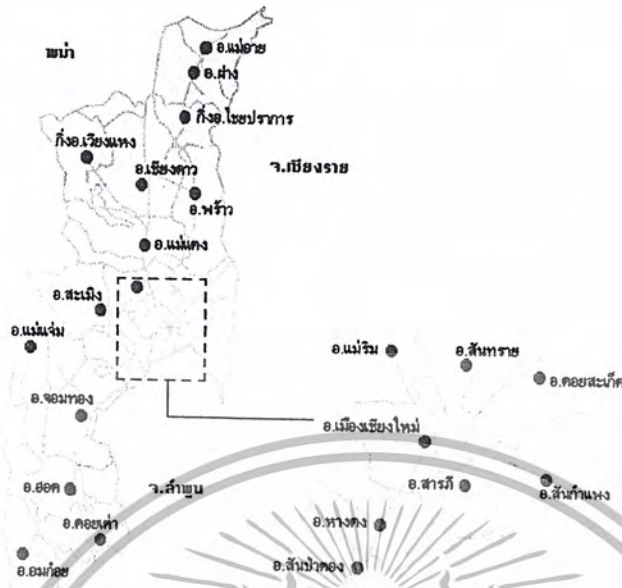 พม่า
อ.แม่อาย
อ.ฝาง
กิ่งอ.ไชยปราการ
กิ่งอ.เวียงแหง
อ.เชียงดาว
จ.เชียงราย
อ.พร้าว
อ.แม่แตง
อ.สะเมิง
อ.แม่แจ่ม
อ.แม่ริม
อ.สันทราย
อ.ดอยสะเก็ด
อ.จอมทอง
อ.เมืองเชียงใหม่
อ.ฮอด
จ.ลำพูน
อ.สารภี
อ.สันกำแพง
อ.ดอยเต่า
อ.หางดง
อ.อมก๋อย
อ.สันป่าตอง